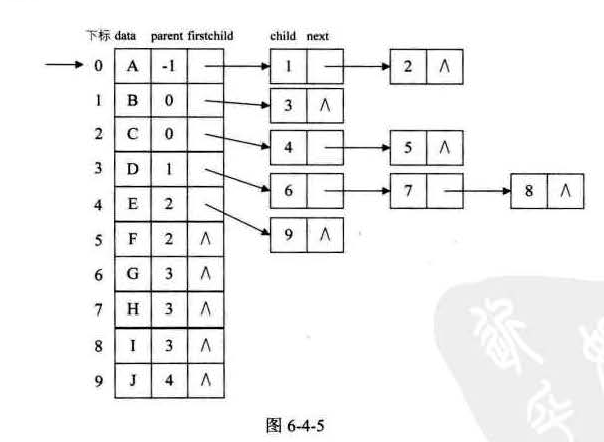 下标 data parent firstchild child next
0 A -1 1 2 Λ
1 B 0 3 Λ
2 C 0 4 5 Λ
3 D 1 6 7 8 Λ
4 E 2 9 Λ
5 F 2 Λ
6 G 3 Λ
7 H 3 Λ
8 I 3 Λ
9 J 4 Λ
图 6-4-5